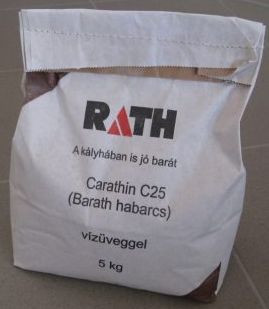 RATH
A kályhában is jó barát
Carathin C25
(Barath habarcs)
vízüveggel
5 kg